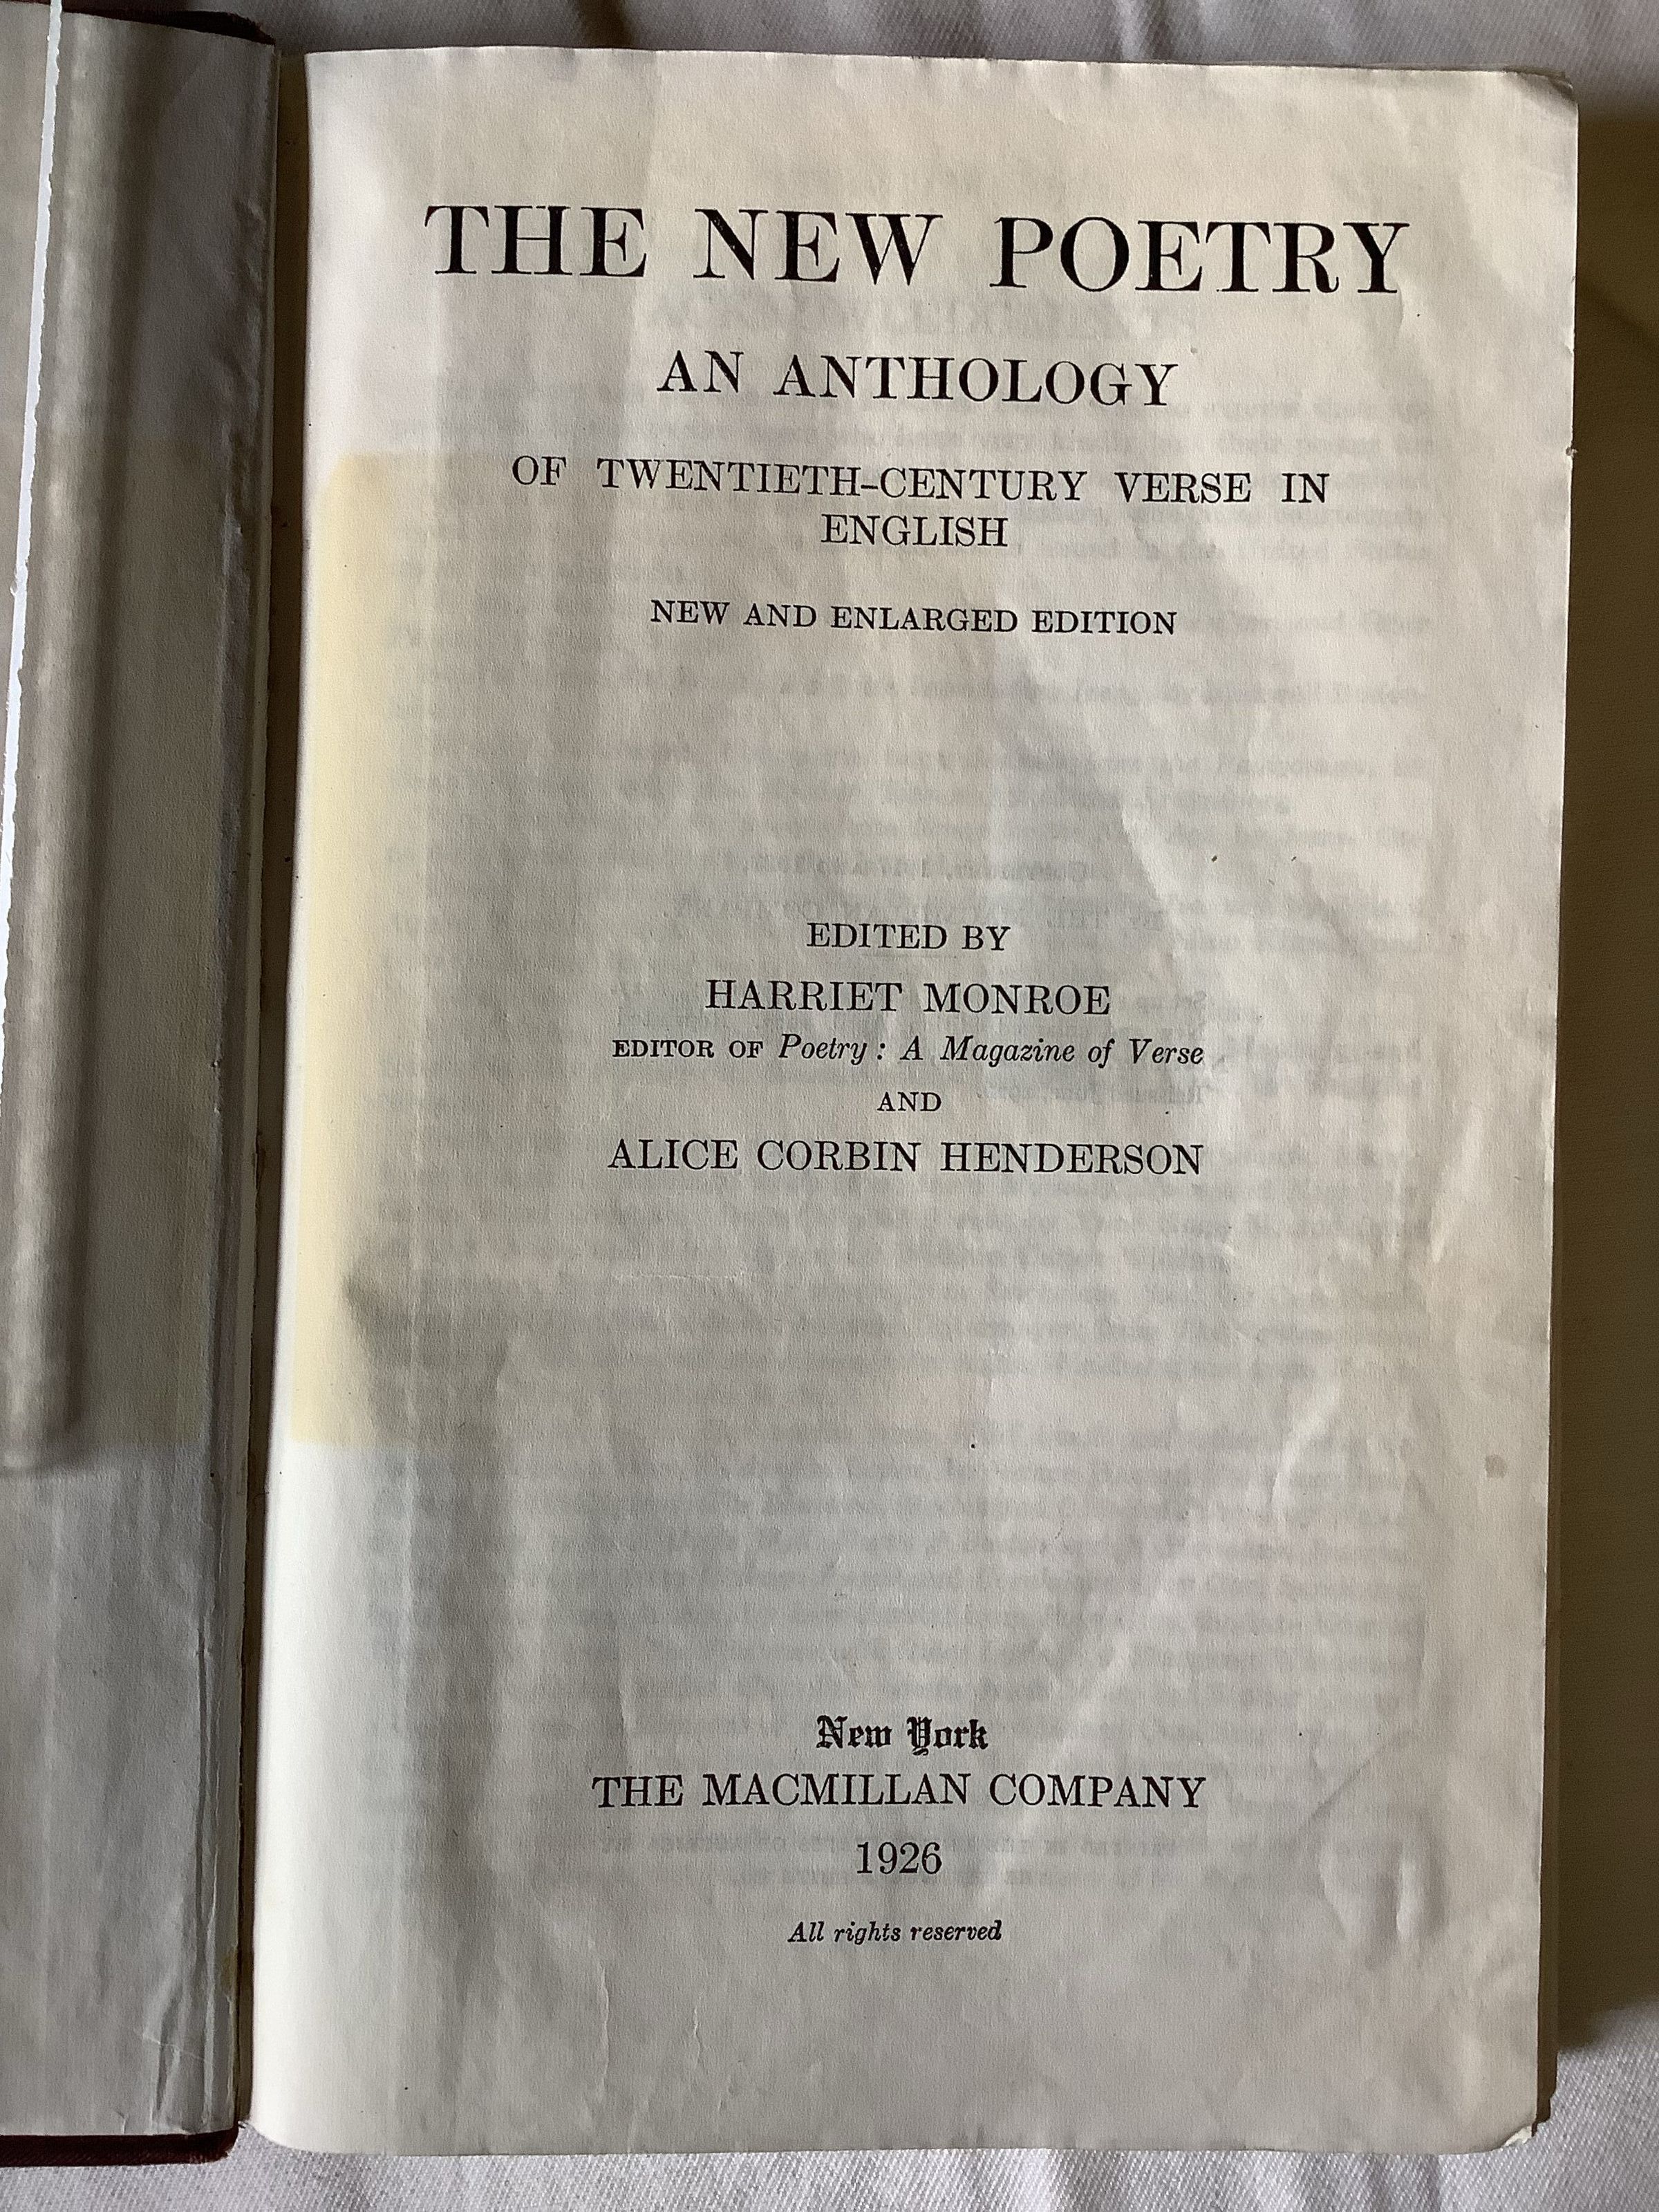 THE NEW POETRY
AN ANTHOLOGY
OF TWENTIETH-CENTURY VERSE IN
ENGLISH
NEW AND ENLARGED EDITION
EDITED BY
HARRIET MONROE
EDITOR OF Poetry: A Magazine of Verse
AND
ALICE CORBIN HENDERSON
New York
THE MACMILLAN COMPANY
1926
All rights reserved